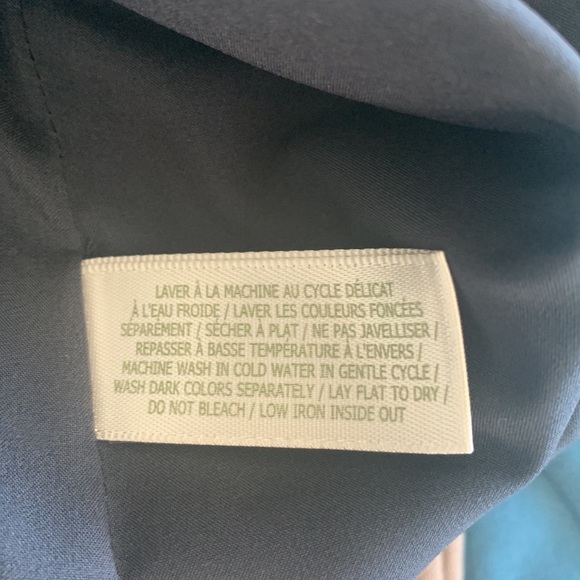 LAVER À LA MACHINE AU CYCLE DÉLICAT
À L'EAU FROIDE / LAVER LES COULEURS FONCÉES
SÉPARÉMENT / SÉCHER À PLAT / NE PAS JAVELLISER /
REPASSER À BASSE TEMPÉRATURE À L'ENVERS /
MACHINE WASH IN COLD WATER IN GENTLE CYCLE /
WASH DARK COLORS SEPARATELY / LAY FLAT TO DRY /
DO NOT BLEACH / LOW IRON INSIDE OUT